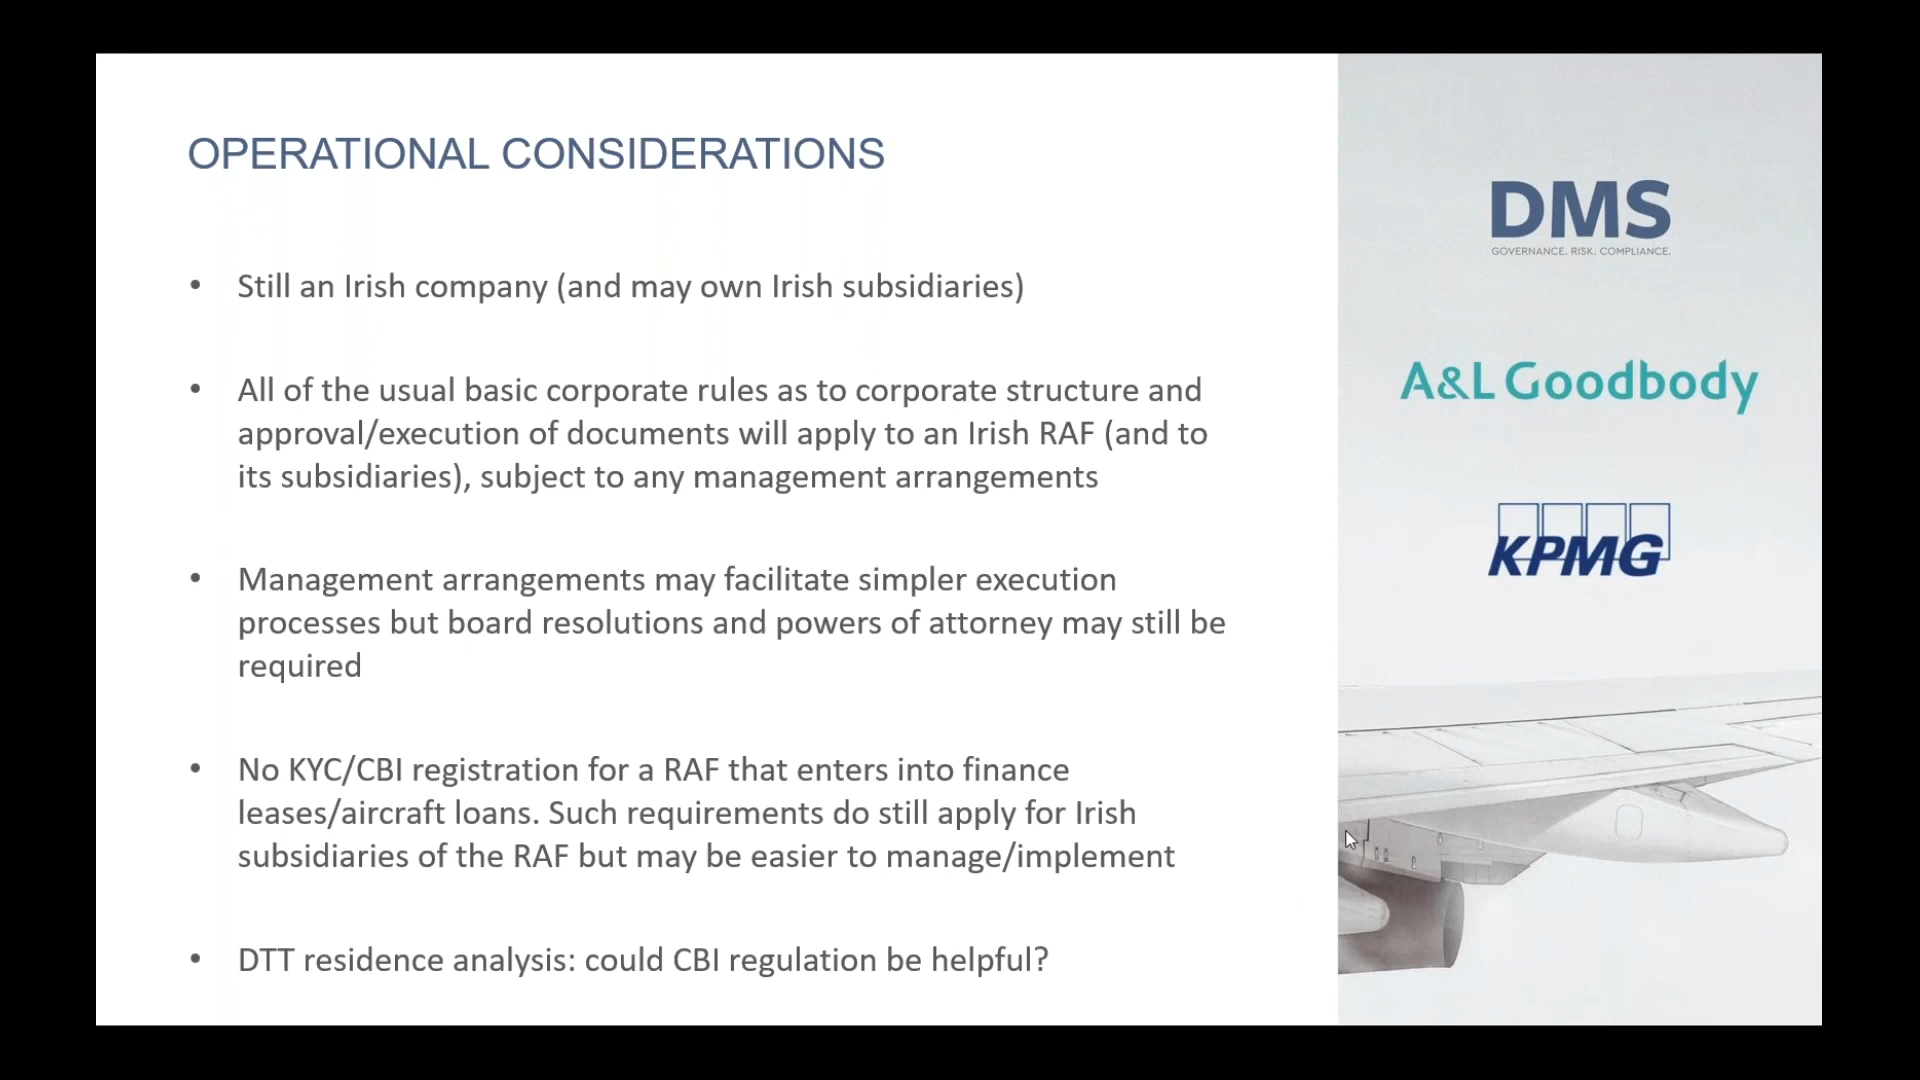 OPERATIONAL CONSIDERATIONS
• Still an Irish company (and may own Irish subsidiaries)
• All of the usual basic corporate rules as to corporate structure and
approval/execution of documents will apply to an Irish RAF (and to
its subsidiaries), subject to any management arrangements
• Management arrangements may facilitate simpler execution
processes but board resolutions and powers of attorney may still be
required
• No KYC/CBI registration for a RAF that enters into finance
leases/aircraft loans. Such requirements do still apply for Irish
subsidiaries of the RAF but may be easier to manage/implement
• DTT residence analysis: could CBI regulation be helpful?
DMS
GOVERNANCE. RISK. COMPLIANCE.
A&L Goodbody
KPMG